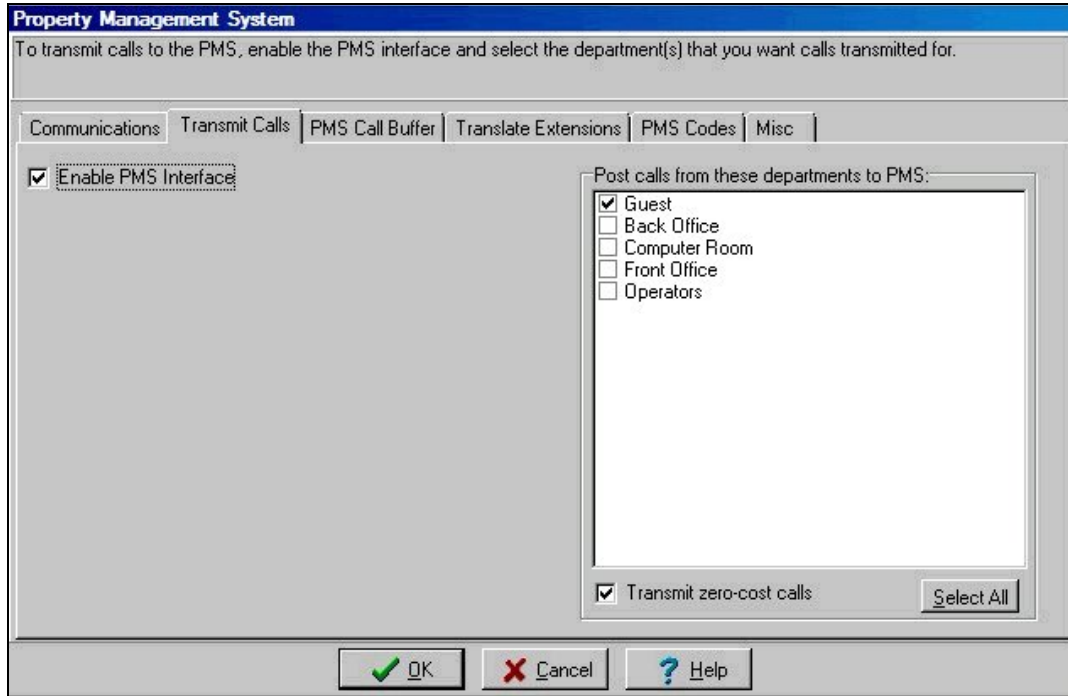 Property Management System
To transmit calls to the PMS, enable the PMS interface and select the department(s) that you want calls transmitted for.
Communications Transmit Calls PMS Call Buffer Translate Extensions PMS Codes Misc
Enable PMS Interface
Post calls from these departments to PMS:
Guest
Back Office
Computer Room
Front Office
Operators
Transmit zero-cost calls Select All
OK Cancel Help